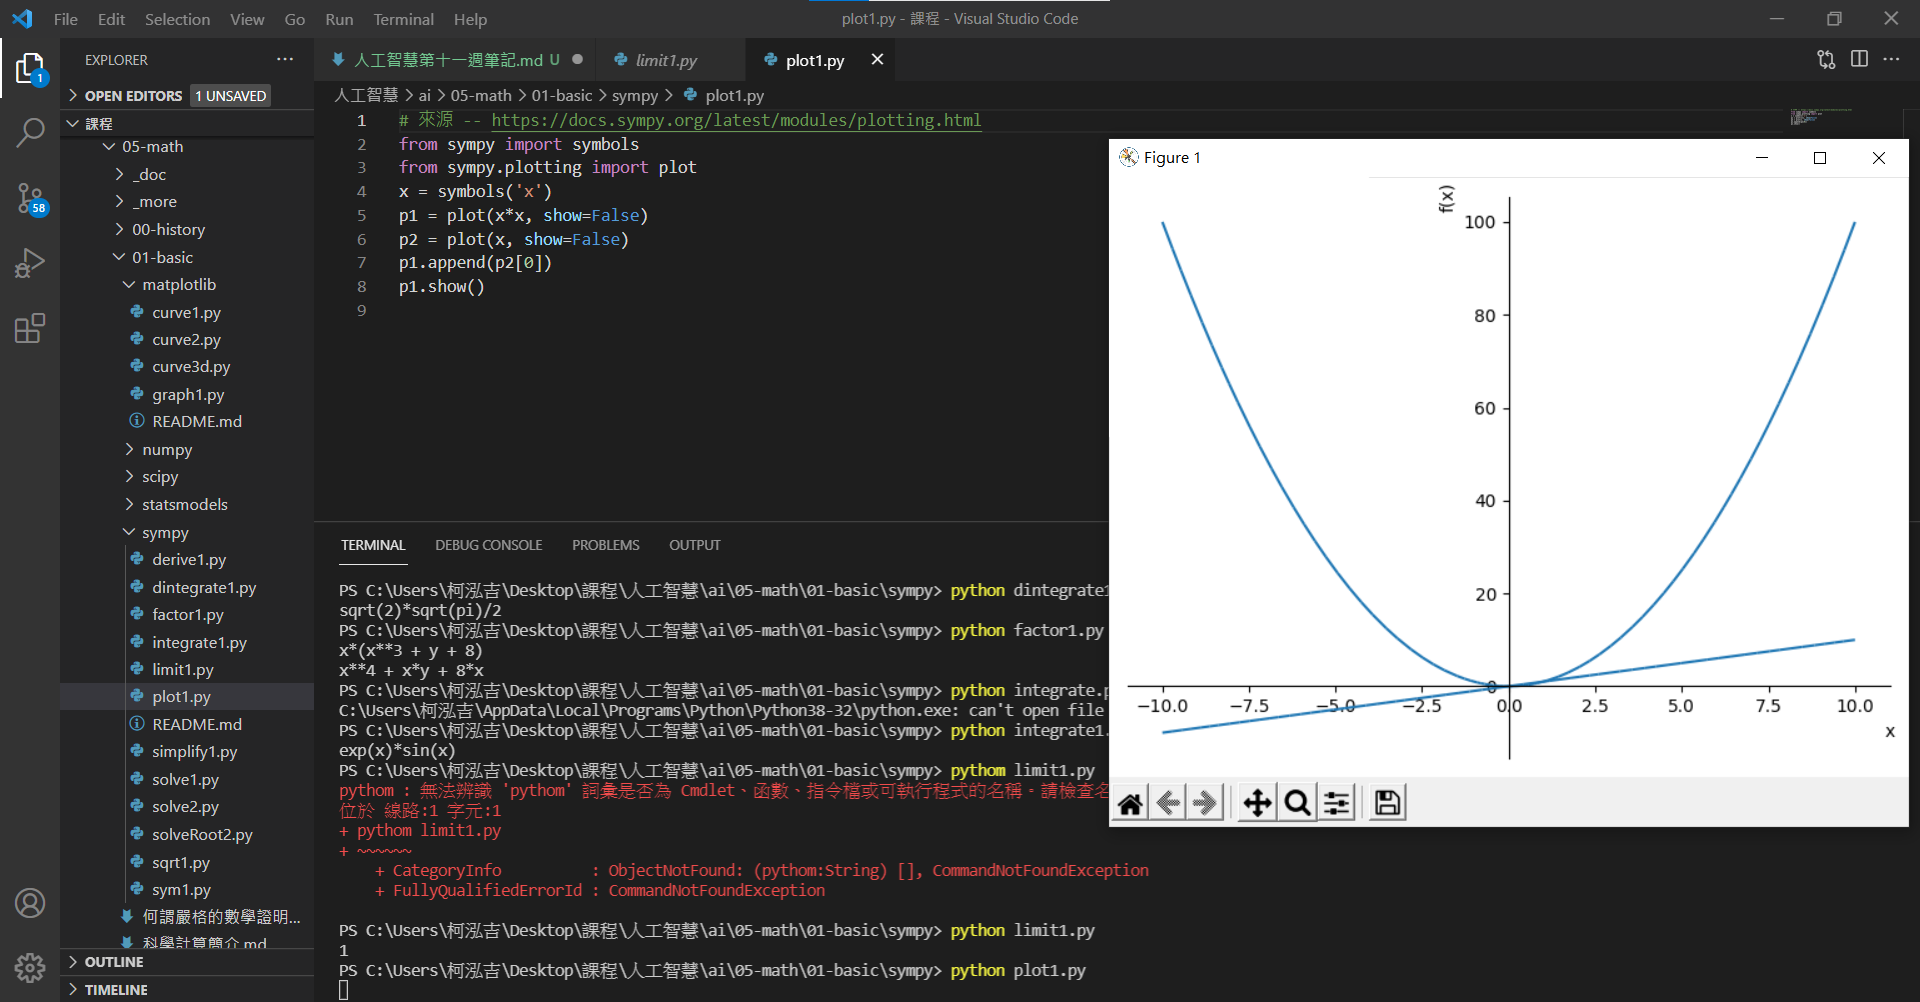 File Edit Selection View Go Run Terminal Help
plot1.py - 課程 - Visual Studio Code
EXPLORER
OPEN EDITORS 1 UNSAVED
課程
05-math
_doc
_more
00-history
01-basic
matplotlib
curve1.py
curve2.py
curve3d.py
graph1.py
README.md
numpy
scipy
statsmodels
sympy
derive1.py
dintegrate1.py
factor1.py
integrate1.py
limit1.py
plot1.py
README.md
simplify1.py
solve1.py
solve2.py
solveRoot2.py
sqrt1.py
sym1.py
何謂嚴格的數學證明...
科學計算簡介.md
OUTLINE
TIMELINE
1
58
人工智慧第十一週筆記.md U
limit1.py
plot1.py
人工智慧 > ai > 05-math > 01-basic > sympy > plot1.py
1 # 來源 -- https://docs.sympy.org/latest/modules/plotting.html
2 from sympy import symbols
3 from sympy.plotting import plot
4 x = symbols('x')
5 p1 = plot(x*x, show=False)
6 p2 = plot(x, show=False)
7 p1.append(p2[0])
8 p1.show()
9
TERMINAL DEBUG CONSOLE PROBLEMS OUTPUT
PS C:\Users\柯泓吉\Desktop\課程\人工智慧\ai\05-math\01-basic\sympy> python dintegrate1
sqrt(2)*sqrt(pi)/2
PS C:\Users\柯泓吉\Desktop\課程\人工智慧\ai\05-math\01-basic\sympy> python factor1.py
x*(x**3 + y + 8)
x**4 + x*y + 8*x
PS C:\Users\柯泓吉\Desktop\課程\人工智慧\ai\05-math\01-basic\sympy> python integrate.p
C:\Users\柯泓吉\AppData\Local\Programs\Python\Python38-32\python.exe: can't open file
PS C:\Users\柯泓吉\Desktop\課程\人工智慧\ai\05-math\01-basic\sympy> python integrate1.
exp(x)*sin(x)
PS C:\Users\柯泓吉\Desktop\課程\人工智慧\ai\05-math\01-basic\sympy> pythom limit1.py
pythom : 無法辨識 'pythom' 詞彙是否為 Cmdlet、函數、指令檔或可執行程式的名稱。請檢查名
位於 線路:1 字元:1
+ pythom limit1.py
+ ~~~~~~
+ CategoryInfo : ObjectNotFound: (pythom:String) [], CommandNotFoundException
+ FullyQualifiedErrorId : CommandNotFoundException
PS C:\Users\柯泓吉\Desktop\課程\人工智慧\ai\05-math\01-basic\sympy> python limit1.py
1
PS C:\Users\柯泓吉\Desktop\課程\人工智慧\ai\05-math\01-basic\sympy> python plot1.py
Figure 1
f(x)
100
80
60
40
20
0
−10.0 −7.5 −5.0 −2.5 0.0 2.5 5.0 7.5 10.0
x